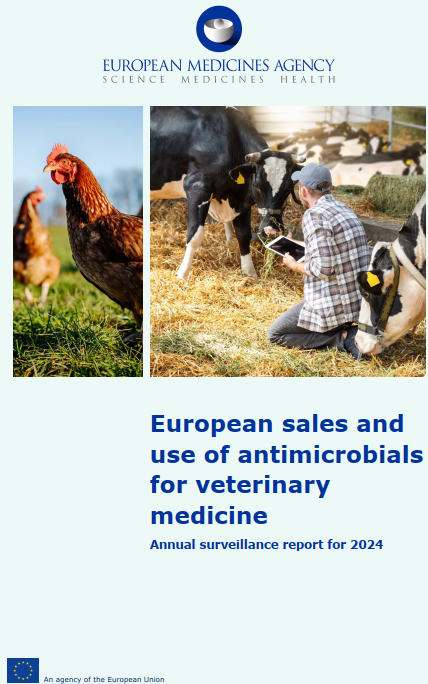 EUROPEAN MEDICINES AGENCY
SCIENCE MEDICINES HEALTH
European sales and
use of antimicrobials
for veterinary
medicine
Annual surveillance report for 2024
An agency of the European Union